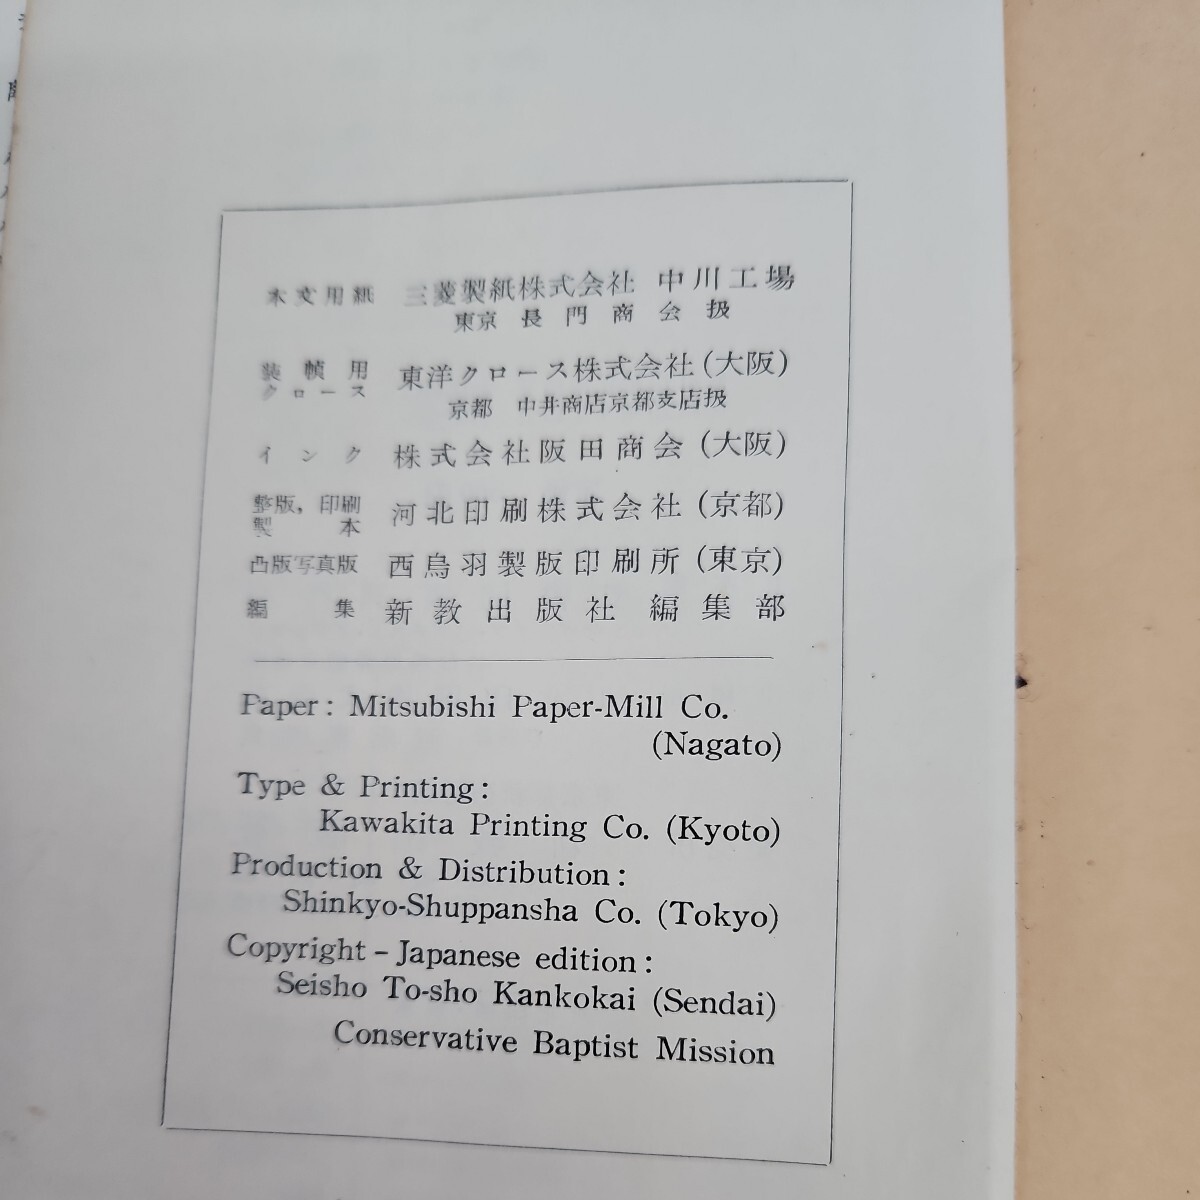 本文用紙 三菱製紙株式会社 中川工場
東京 長門商会扱
装幀用
クロース
東洋クロース株式会社(大阪)
京都 中井商店京都支店扱
インク 株式会社阪田商会(大阪)
整版,印刷
製本
河北印刷株式会社(京都)
凸版写真版 西鳥羽製版印刷所(東京)
編集 新教出版社 編集部
Paper: Mitsubishi Paper-Mill Co.
(Nagato)
Type & Printing:
Kawakita Printing Co. (Kyoto)
Production & Distribution:
Shinkyo-Shuppansha Co. (Tokyo)
Copyright - Japanese edition:
Seisho To-sho Kankokai (Sendai)
Conservative Baptist Mission